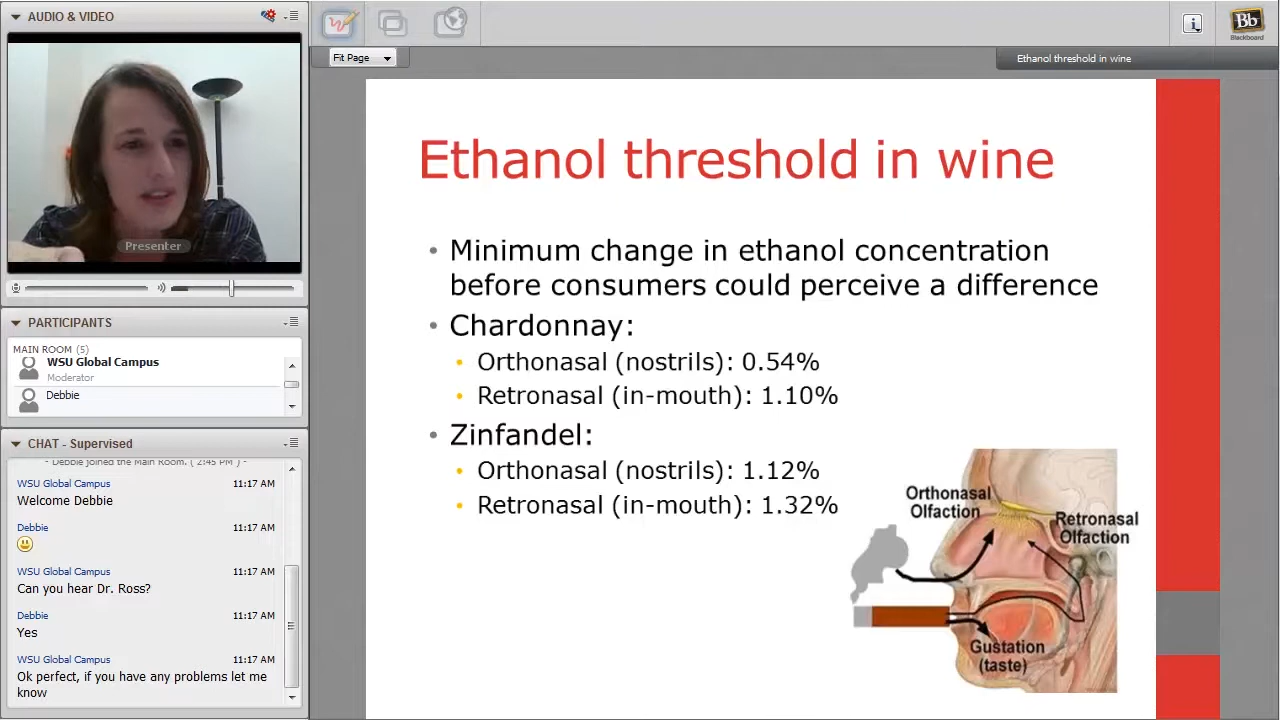 AUDIO & VIDEO
Presenter
PARTICIPANTS
MAIN ROOM (5)
WSU Global Campus
Moderator
Debbie
CHAT - Supervised
- Debbie joined the Main Room. ( 2:45 PM ) -
WSU Global Campus 11:17 AM
Welcome Debbie
Debbie 11:17 AM
WSU Global Campus 11:17 AM
Can you hear Dr. Ross?
Debbie 11:17 AM
Yes
WSU Global Campus 11:17 AM
Ok perfect, if you have any problems let me
know
Fit Page
Bb
Blackboard
Ethanol threshold in wine
Ethanol threshold in wine
• Minimum change in ethanol concentration
before consumers could perceive a difference
• Chardonnay:
• Orthonasal (nostrils): 0.54%
• Retronasal (in-mouth): 1.10%
• Zinfandel:
• Orthonasal (nostrils): 1.12%
• Retronasal (in-mouth): 1.32%
Orthonasal
Olfaction
Retronasal
Olfaction
Gustation
(taste)